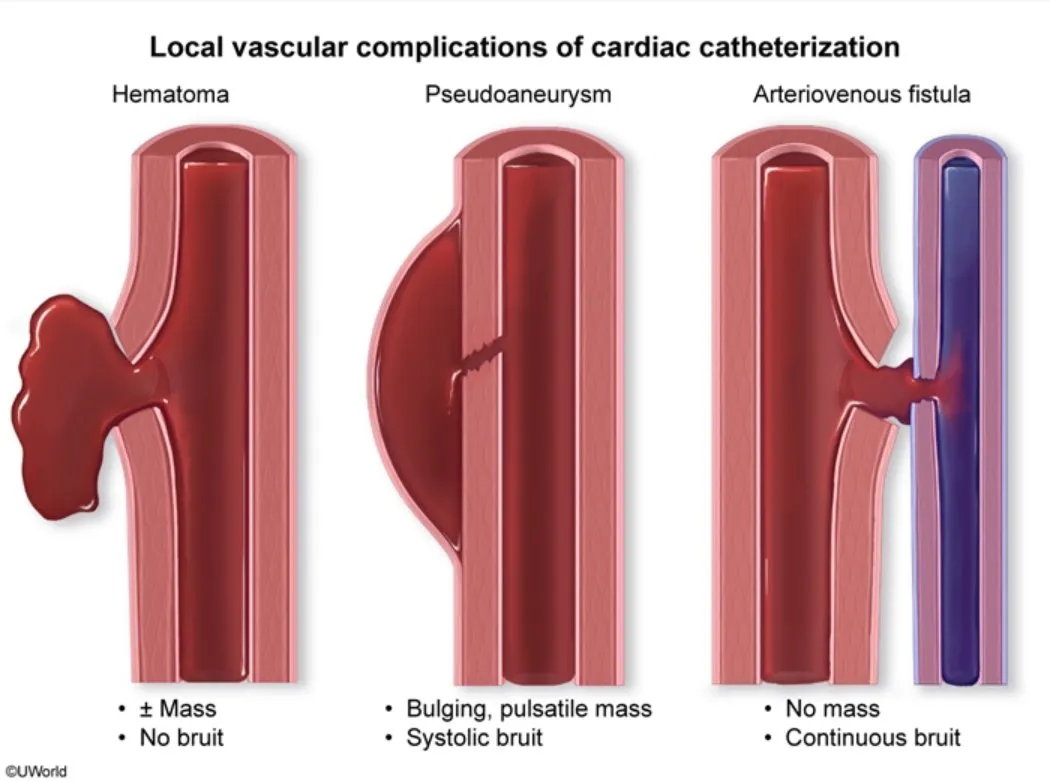 Local vascular complications of cardiac catheterization
Hematoma
Pseudoaneurysm
Arteriovenous fistula
• ± Mass
• No bruit
• Bulging, pulsatile mass
• Systolic bruit
• No mass
• Continuous bruit
©UWorld